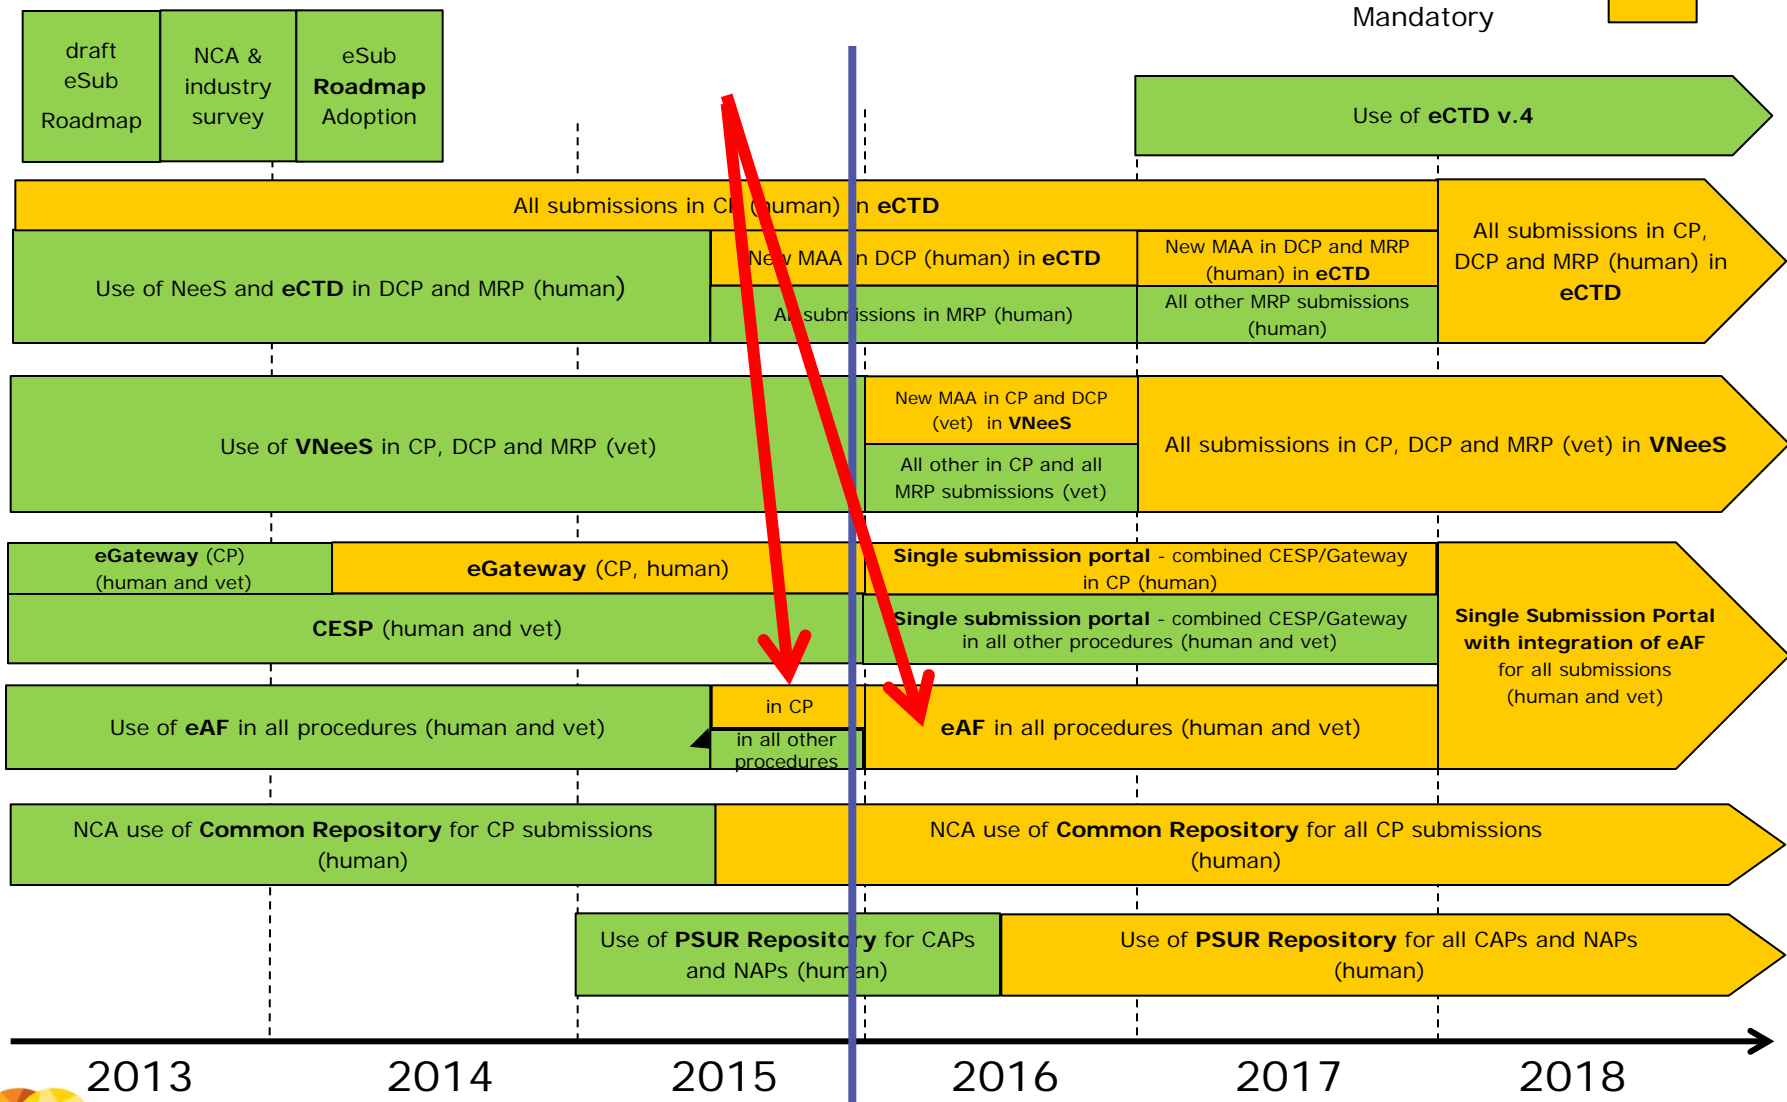 Mandatory
draft
eSub
Roadmap
NCA &
industry
survey
eSub
Roadmap
Adoption
Use of eCTD v.4
All submissions in CP (human) in eCTD
Use of NeeS and eCTD in DCP and MRP (human)
New MAA in DCP (human) in eCTD
All submissions in MRP (human)
New MAA in DCP and MRP
(human) in eCTD
All other MRP submissions
(human)
All submissions in CP,
DCP and MRP (human) in
eCTD
Use of VNeeS in CP, DCP and MRP (vet)
New MAA in CP and DCP
(vet) in VNeeS
All other in CP and all
MRP submissions (vet)
All submissions in CP, DCP and MRP (vet) in VNeeS
eGateway (CP)
(human and vet)
eGateway (CP, human)
CESP (human and vet)
Single submission portal - combined CESP/Gateway
in CP (human)
Single submission portal - combined CESP/Gateway
in all other procedures (human and vet)
Single Submission Portal
with integration of eAF
for all submissions
(human and vet)
Use of eAF in all procedures (human and vet)
in CP
in all other
procedures
eAF in all procedures (human and vet)
NCA use of Common Repository for CP submissions
(human)
NCA use of Common Repository for all CP submissions
(human)
Use of PSUR Repository for CAPs
and NAPs (human)
Use of PSUR Repository for all CAPs and NAPs
(human)
2013
2014
2015
2016
2017
2018